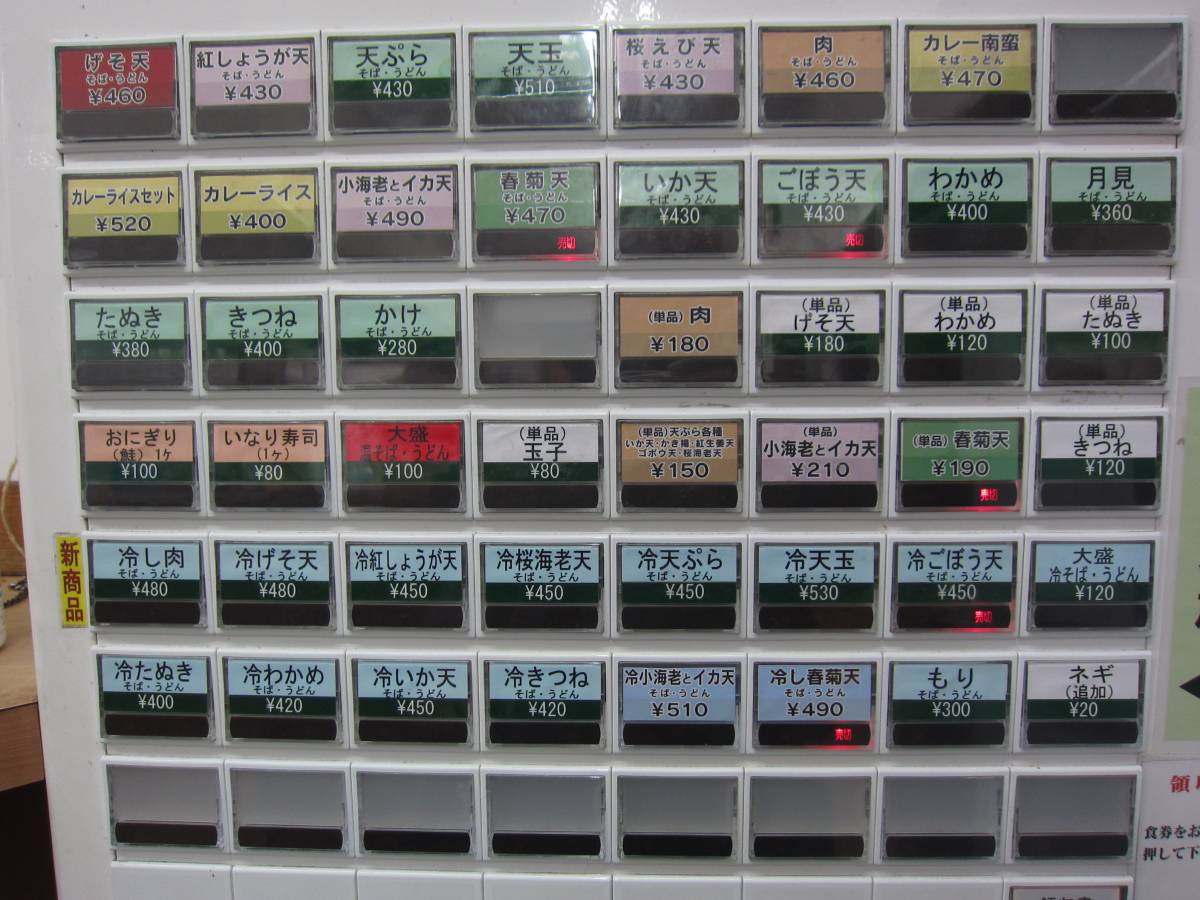 げそ天
そば・うどん
¥460
紅しょうが天
そば・うどん
¥430
天ぷら
そば・うどん
¥430
天玉
そば・うどん
¥510
桜えび天
そば・うどん
¥430
肉
そば・うどん
¥460
カレー南蛮
そば・うどん
¥470
カレーライスセット
¥520
カレーライス
¥400
小海老とイカ天
そば・うどん
¥490
春菊天
そば・うどん
¥470
売切
いか天
そば・うどん
¥430
ごぼう天
そば・うどん
¥430
売切
わかめ
そば・うどん
¥400
月見
そば・うどん
¥360
たぬき
そば・うどん
¥380
きつね
そば・うどん
¥400
かけ
そば・うどん
¥280
(単品)肉
¥180
(単品)
げそ天
¥180
(単品)
わかめ
¥120
(単品)
たぬき
¥100
おにぎり
(鮭)1ヶ
¥100
いなり寿司
(1ヶ)
¥80
大盛
温そば・うどん
¥100
(単品)
玉子
¥80
(単品)天ぷら各種
いか天・かき揚・紅生姜天
ゴボウ天・桜海老天
¥150
(単品)
小海老とイカ天
¥210
(単品)春菊天
¥190
売切
(単品)
きつね
¥120
新商品
冷し肉
そば・うどん
¥480
冷げそ天
そば・うどん
¥480
冷紅しょうが天
そば・うどん
¥450
冷桜海老天
そば・うどん
¥450
冷天ぷら
そば・うどん
¥450
冷天玉
そば・うどん
¥530
冷ごぼう天
そば・うどん
¥450
売切
大盛
冷そば・うどん
¥120
冷たぬき
そば・うどん
¥400
冷わかめ
そば・うどん
¥420
冷いか天
そば・うどん
¥450
冷きつね
そば・うどん
¥420
冷小海老とイカ天
そば・うどん
¥510
冷し春菊天
そば・うどん
¥490
売切
もり
そば・うどん
¥300
ネギ
(追加)
¥20
領
食券をお
押して下